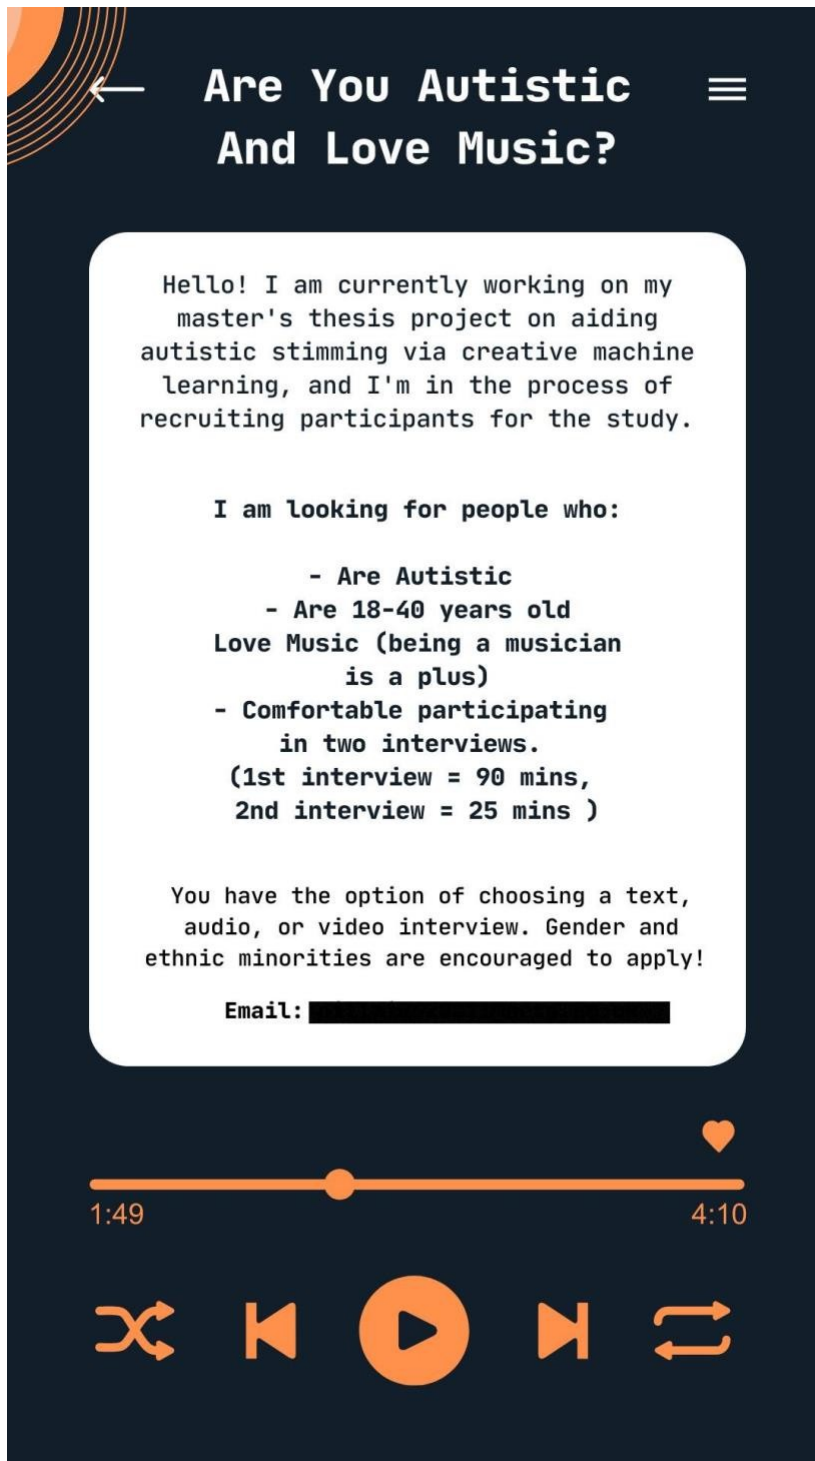 Are You Autistic
And Love Music?
Hello! I am currently working on my
master's thesis project on aiding
autistic stimming via creative machine
learning, and I'm in the process of
recruiting participants for the study.
I am looking for people who:
- Are Autistic
- Are 18-40 years old
Love Music (being a musician
is a plus)
- Comfortable participating
in two interviews.
(1st interview = 90 mins,
2nd interview = 25 mins )
You have the option of choosing a text,
audio, or video interview. Gender and
ethnic minorities are encouraged to apply!
Email:
1:49 4:10